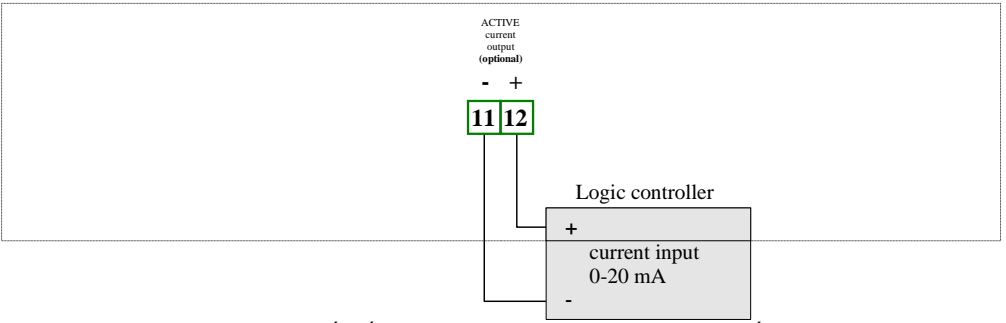 ACTIVE
current
output
(optional)
- +
11 12
Logic controller
+
current input
0-20 mA
-